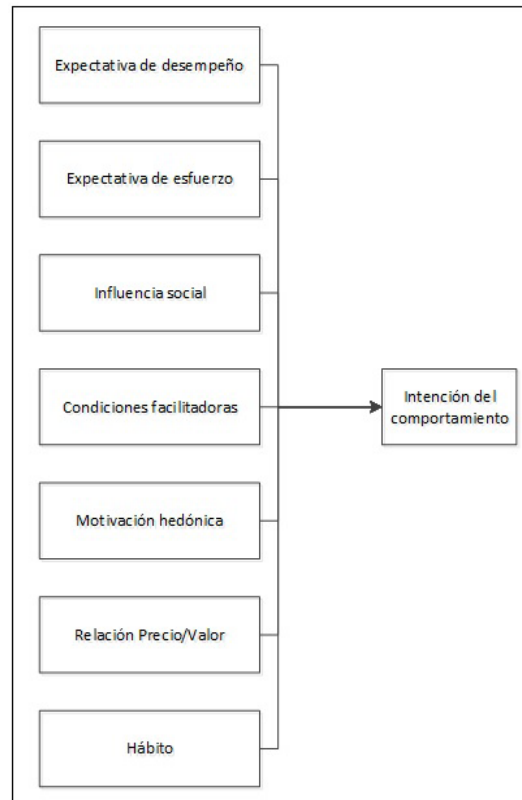 Expectativa de desempeño
Expectativa de esfuerzo
Influencia social
Condiciones facilitadoras
Motivación hedónica
Relación Precio/Valor
Hábito
Intención del
comportamiento